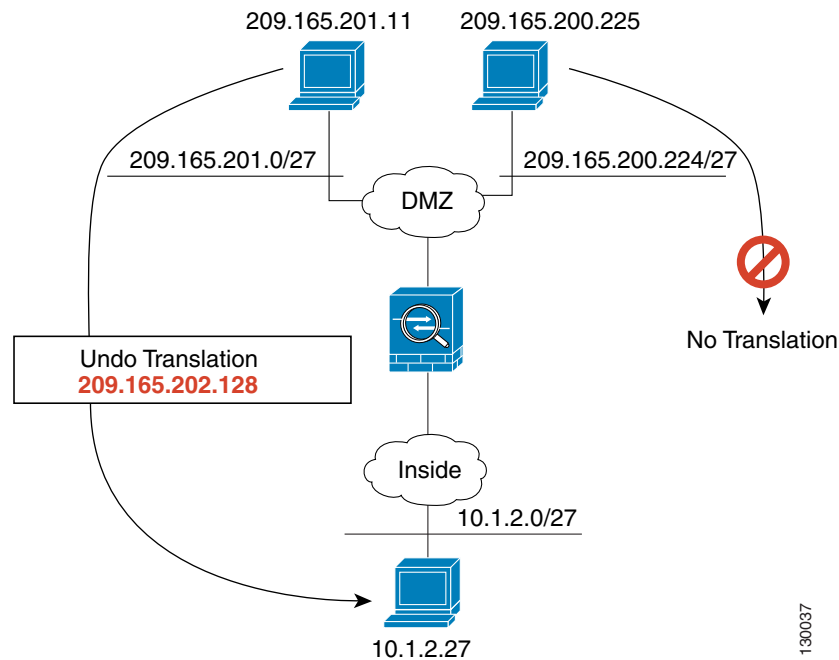 209.165.201.11
209.165.200.225
209.165.201.0/27
209.165.200.224/27
DMZ
No Translation
Undo Translation
209.165.202.128
Inside
10.1.2.0/27
10.1.2.27
130037